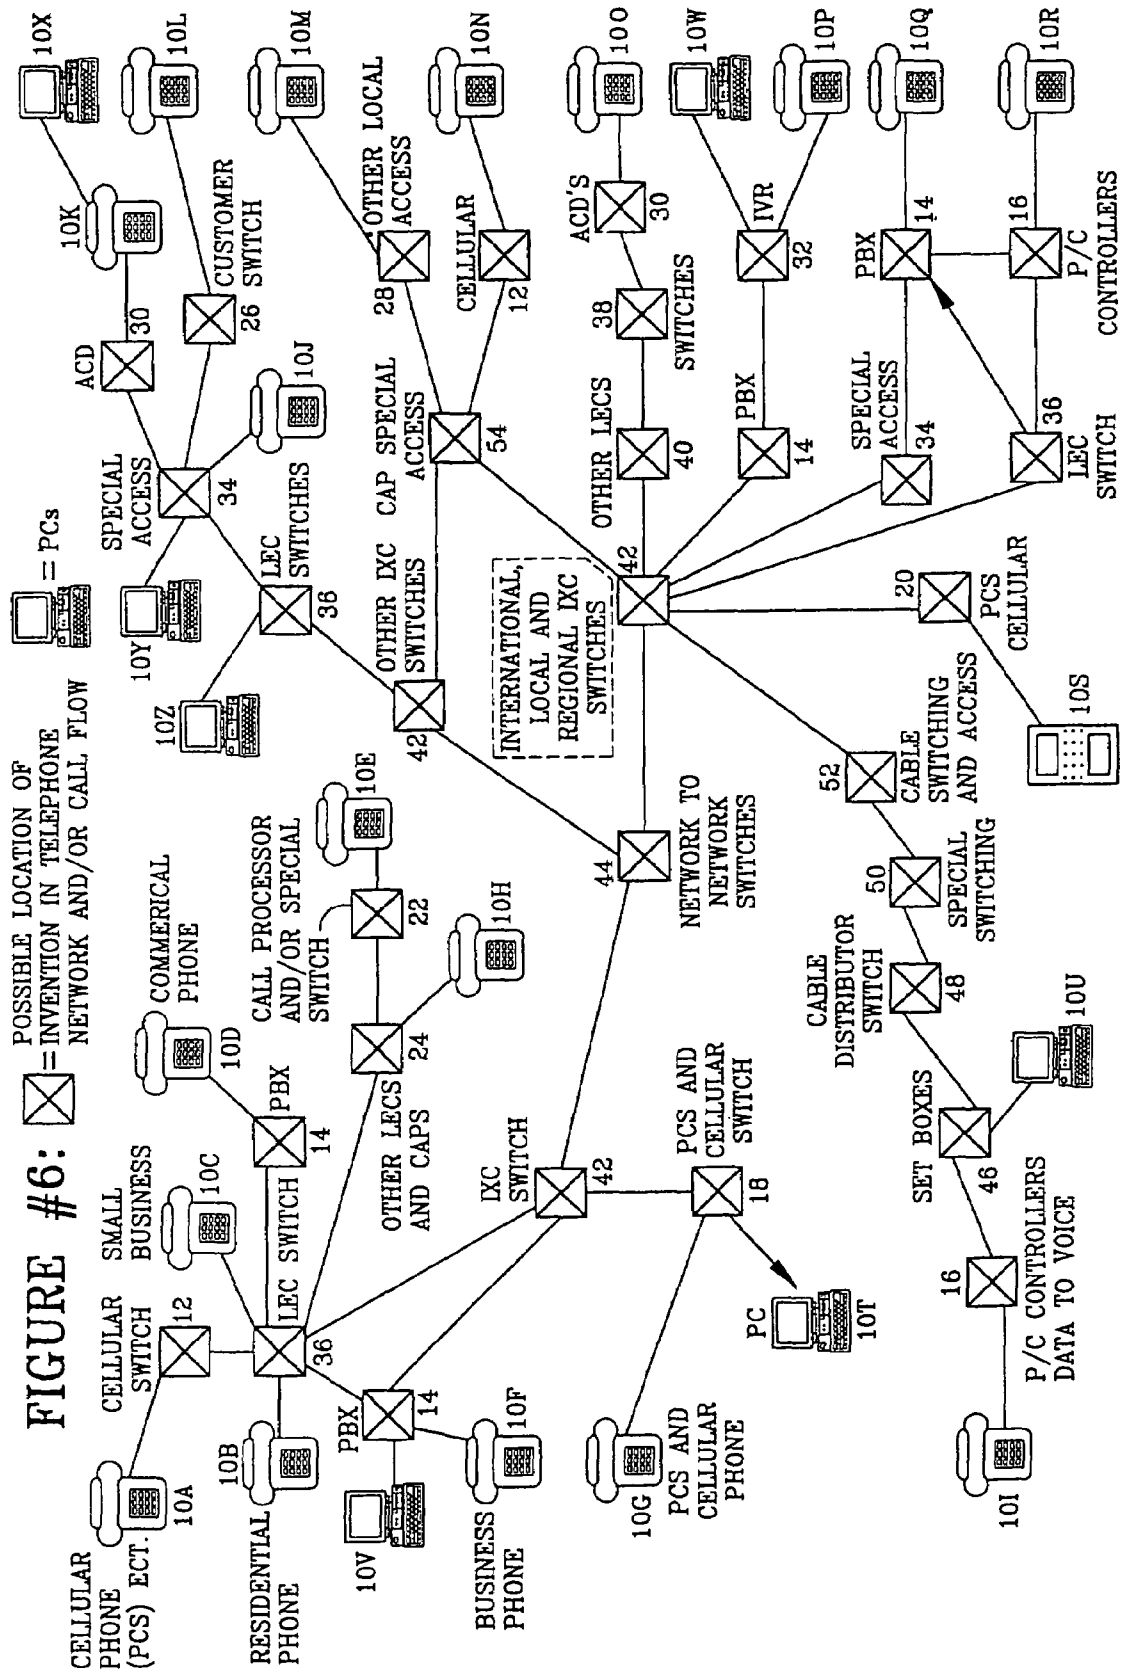 FIGURE #6:
= POSSIBLE LOCATION OF
INVENTION IN TELEPHONE
NETWORK AND/OR CALL FLOW
= PCs
CELLULAR
PHONE
(PCS) ECT.
10A
CELLULAR
SWITCH
12
SMALL
BUSINESS
10C
COMMERICAL
PHONE
10D
PBX
14
LEC SWITCH
36
RESIDENTIAL
PHONE
10B
PBX
14
10V
BUSINESS
PHONE
10F
CALL PROCESSOR
AND/OR SPECIAL
SWITCH
22
10E
24
10H
OTHER LECS
AND CAPS
IXC
SWITCH
42
PCS AND
CELLULAR
SWITCH
18
10G
PCS AND
CELLULAR
PHONE
PC
10T
10I
16
P/C CONTROLLERS
DATA TO VOICE
SET BOXES
46
10U
CABLE
DISTRIBUTOR
SWITCH
48
50
SPECIAL
SWITCHING
52
CABLE
SWITCHING
AND ACCESS
44
NETWORK TO
NETWORK
SWITCHES
INTERNATIONAL,
LOCAL AND
REGIONAL IXC
SWITCHES
42
20
PCS
CELLULAR
10S
10Z
10Y
SPECIAL
ACCESS
34
LEC
SWITCHES
36
ACD
30
10K
10X
10L
CUSTOMER
SWITCH
26
10J
OTHER IXC
SWITCHES
42
CAP SPECIAL
ACCESS
54
28
OTHER LOCAL
ACCESS
10M
CELLULAR
12
10N
OTHER LECS
40
38
SWITCHES
ACD'S
30
10O
PBX
14
IVR
32
10W
10P
SPECIAL
ACCESS
34
PBX
14
10Q
LEC
SWITCH
36
16
P/C
CONTROLLERS
10R